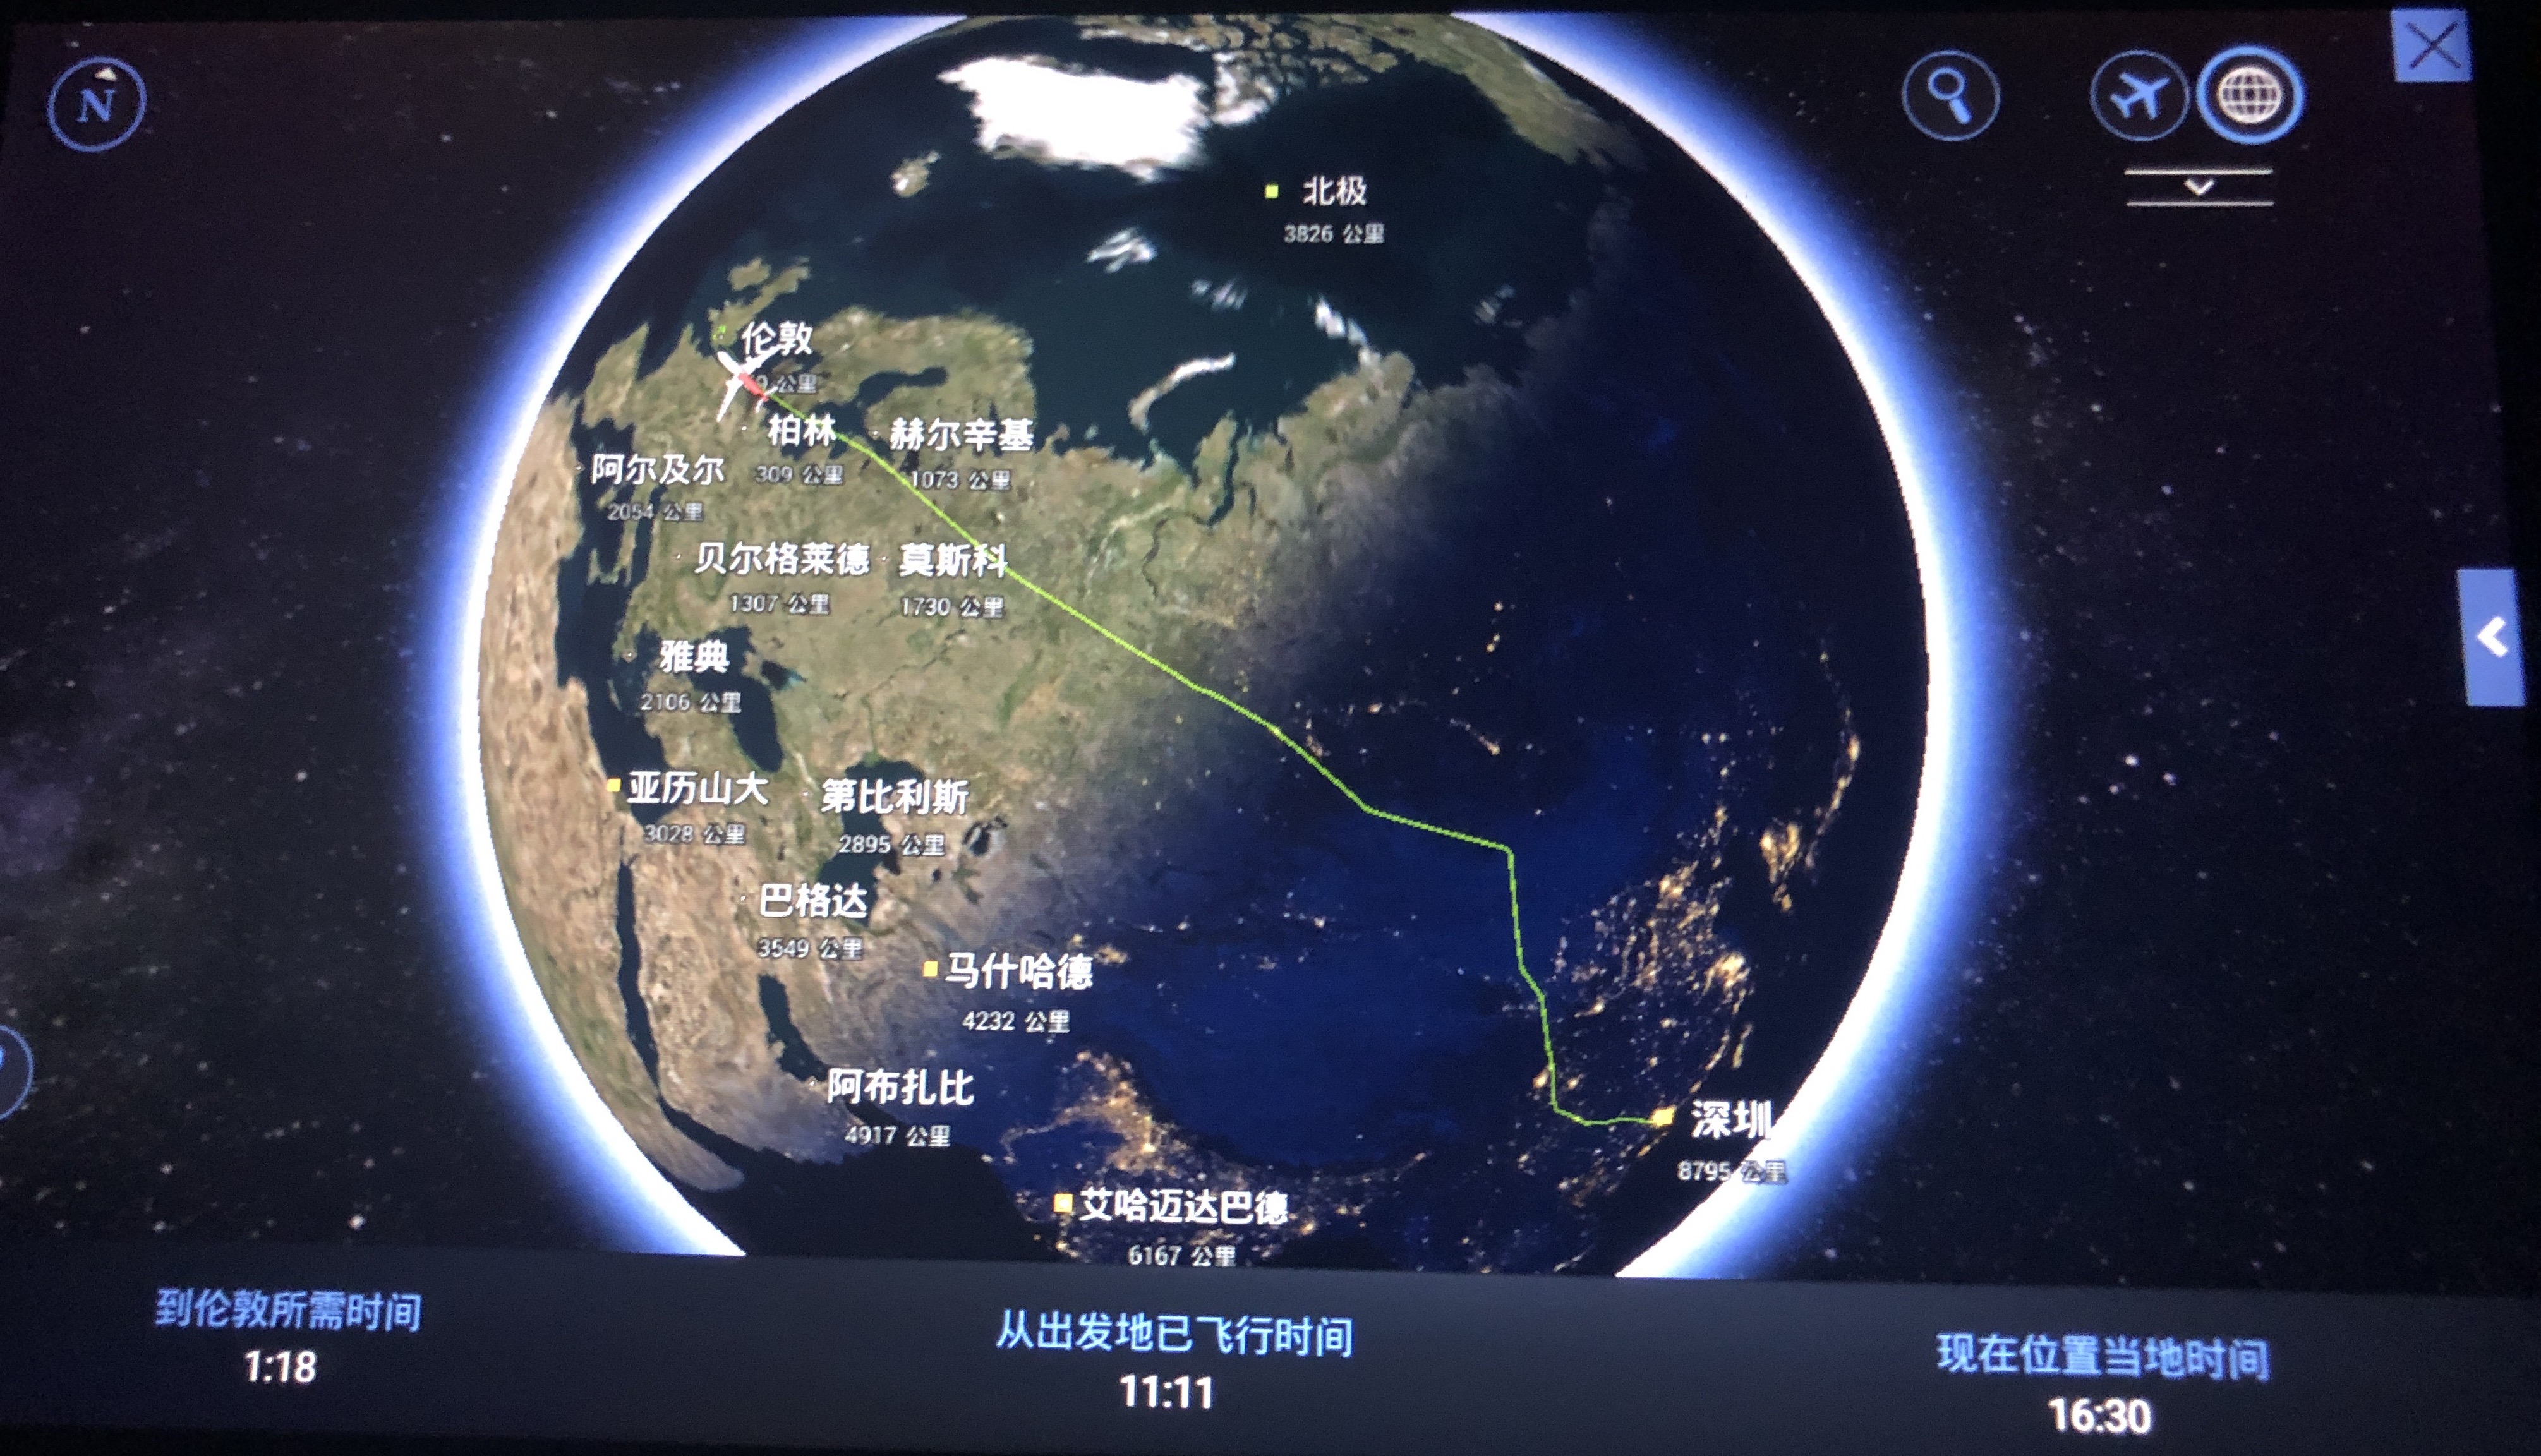 N
北极
3826 公里
伦敦
公里
柏林
309 公里
赫尔辛基
1073 公里
阿尔及尔
2054 公里
贝尔格莱德
1307 公里
莫斯科
1730 公里
雅典
2106 公里
亚历山大
3028 公里
第比利斯
2895 公里
巴格达
3549 公里
马什哈德
4232 公里
阿布扎比
4917 公里
深圳
8795 公里
艾哈迈达巴德
6167 公里
到伦敦所需时间
1:18
从出发地已飞行时间
11:11
现在位置当地时间
16:30